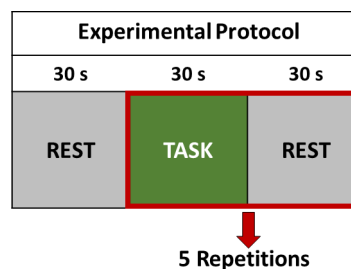 Experimental Protocol
30 s 30 s 30 s
REST TASK REST
5 Repetitions